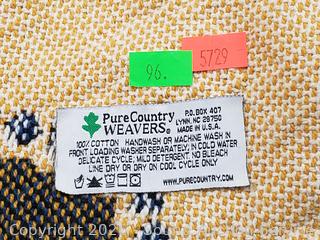 5729
96.
PureCountry
WEAVERS®
P.O. BOX 407
LYNN, NC 28750
MADE IN U.S.A.
100% COTTON HANDWASH OR MACHINE WASH IN
FRONT LOADING WASHER SEPARATELY; IN COLD WATER
DELICATE CYCLE; MILD DETERGENT. NO BLEACH
LINE DRY OR DRY ON COOL CYCLE ONLY
WWW.PURECOUNTRY.COM
Copyright